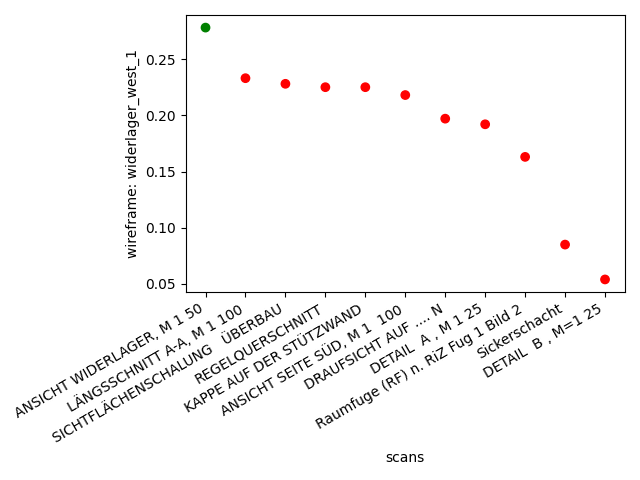 wireframe: widerlager_west_1
0.25
0.20
0.15
0.10
0.05
ANSICHT WIDERLAGER, M 1 50
LÄNGSSCHNITT A-A, M 1 100
SICHTFLÄCHENSCHALUNG   ÜBERBAU
REGELQUERSCHNITT
KAPPE AUF DER STÜTZWAND
ANSICHT SEITE SÜD, M 1  100
DRAUFSICHT AUF .... N
DETAIL  A , M 1 25
Raumfuge (RF) n. RiZ Fug 1 Bild 2
Sickerschacht
DETAIL  B , M=1 25
scans